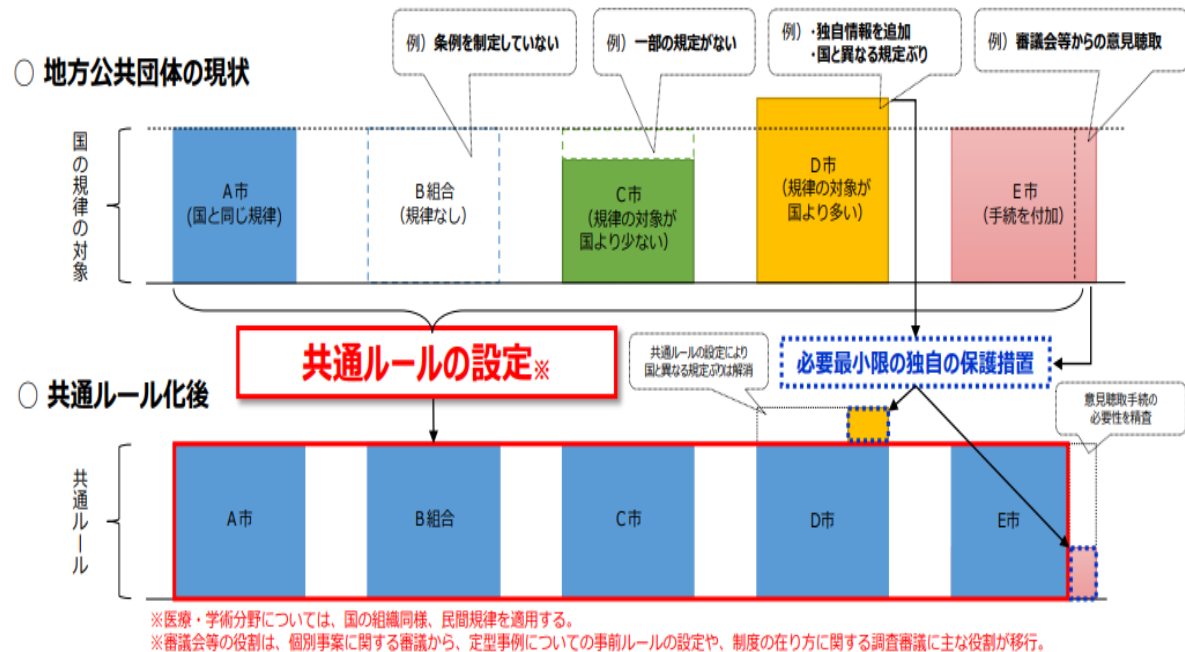 例）条例を制定していない
例）一部の規定がない
例）・独自情報を追加
・国と異なる規定ぶり
例）審議会等からの意見聴取
○ 地方公共団体の現状
国の規律の対象
A市
(国と同じ規律)
B組合
（規律なし）
C市
（規律の対象が
国より少ない）
D市
（規律の対象が
国より多い）
E市
（手続を付加）
共通ルールの設定※
共通ルールの設定により
国と異なる規定ぶりは解消
必要最小限の独自の保護措置
○ 共通ルール化後
意見聴取手続の
必要性を精査
共通ルール
A市
B組合
C市
D市
E市
※医療・学術分野については、国の組織同様、民間規律を適用する。
※審議会等の役割は、個別事案に関する審議から、定型事例についての事前ルールの設定や、制度の在り方に関する調査審議に主な役割が移行。